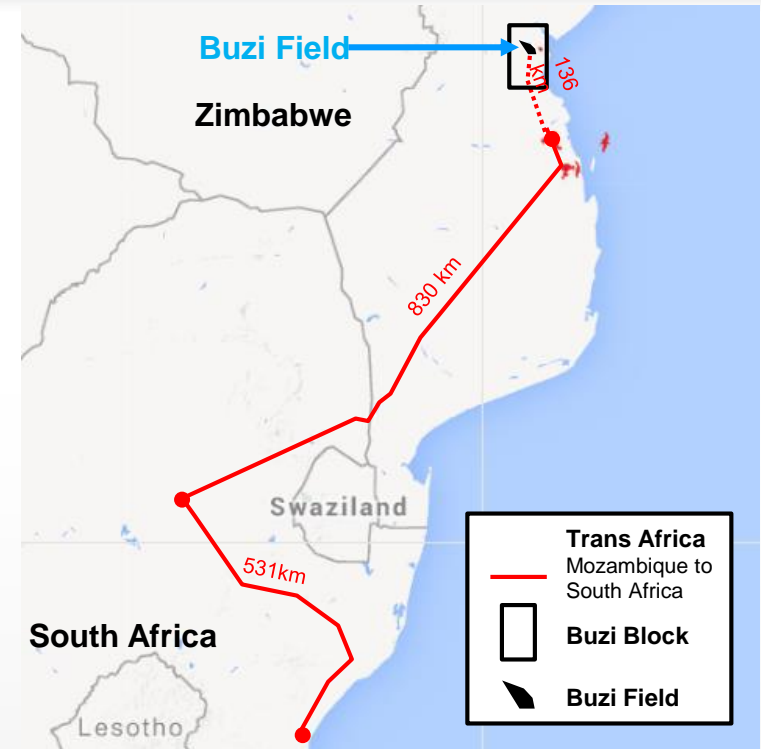 Buzi Field
136
km
Zimbabwe
830 km
Swaziland
531km
South Africa
Lesotho
Trans Africa
Mozambique to
South Africa
Buzi Block
Buzi Field